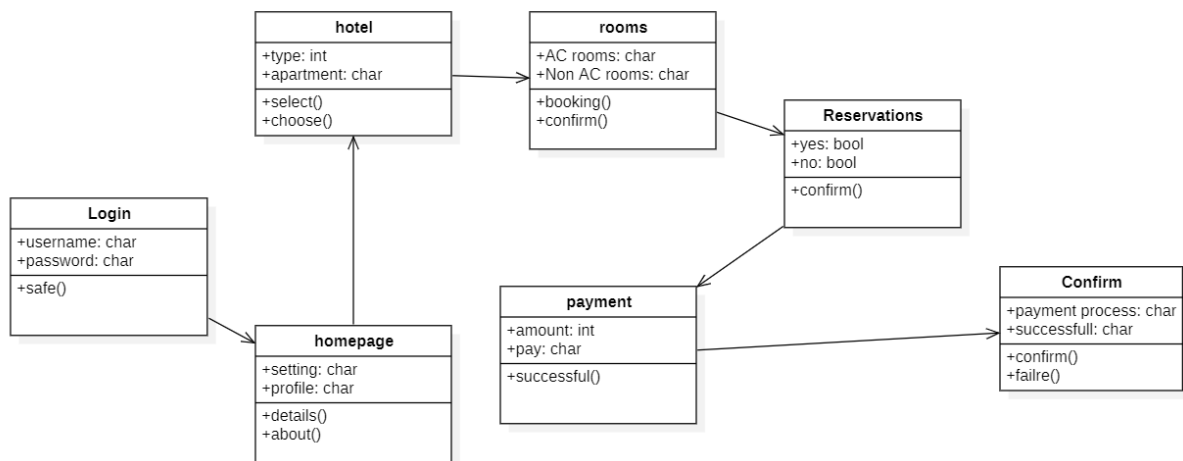 Login
+username: char
+password: char
+safe()
homepage
+setting: char
+profile: char
+details()
+about()
hotel
+type: int
+apartment: char
+select()
+choose()
rooms
+AC rooms: char
+Non AC rooms: char
+booking()
+confirm()
Reservations
+yes: bool
+no: bool
+confirm()
payment
+amount: int
+pay: char
+successful()
Confirm
+payment process: char
+successfull: char
+confirm()
+failre()